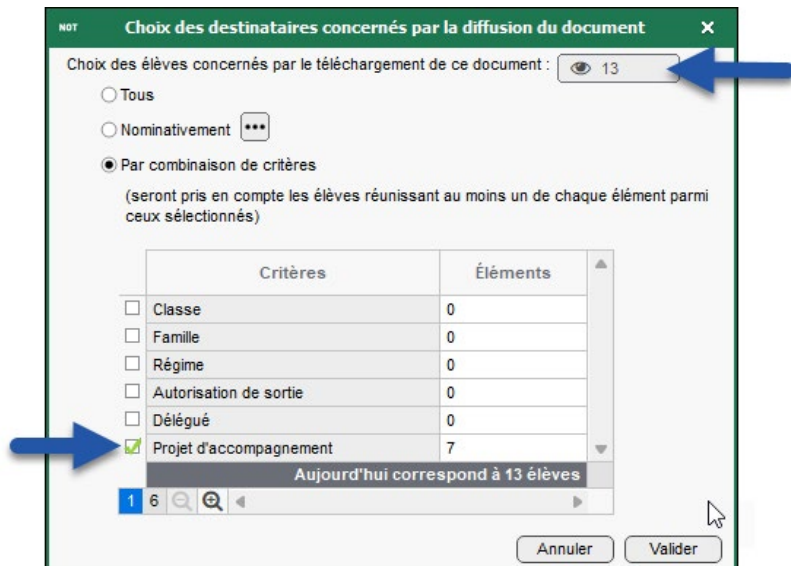 NOT Choix des destinataires concernés par la diffusion du document
Choix des élèves concernés par le téléchargement de ce document : 13
Tous
Nominativement ...
Par combinaison de critères
(seront pris en compte les élèves réunissant au moins un de chaque élément parmi
ceux sélectionnés)
Critères Éléments
Classe 0
Famille 0
Régime 0
Autorisation de sortie 0
Délégué 0
Projet d'accompagnement 7
Aujourd'hui correspond à 13 élèves
1 6
Annuler Valider